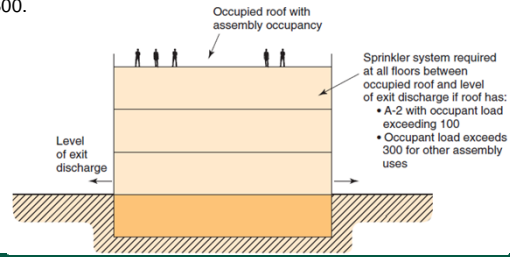 00.
Occupied roof with
assembly occupancy
Sprinkler system required
at all floors between
occupied roof and level
of exit discharge if roof has:
• A-2 with occupant load
exceeding 100
• Occupant load exceeds
300 for other assembly
uses
Level
of exit
discharge